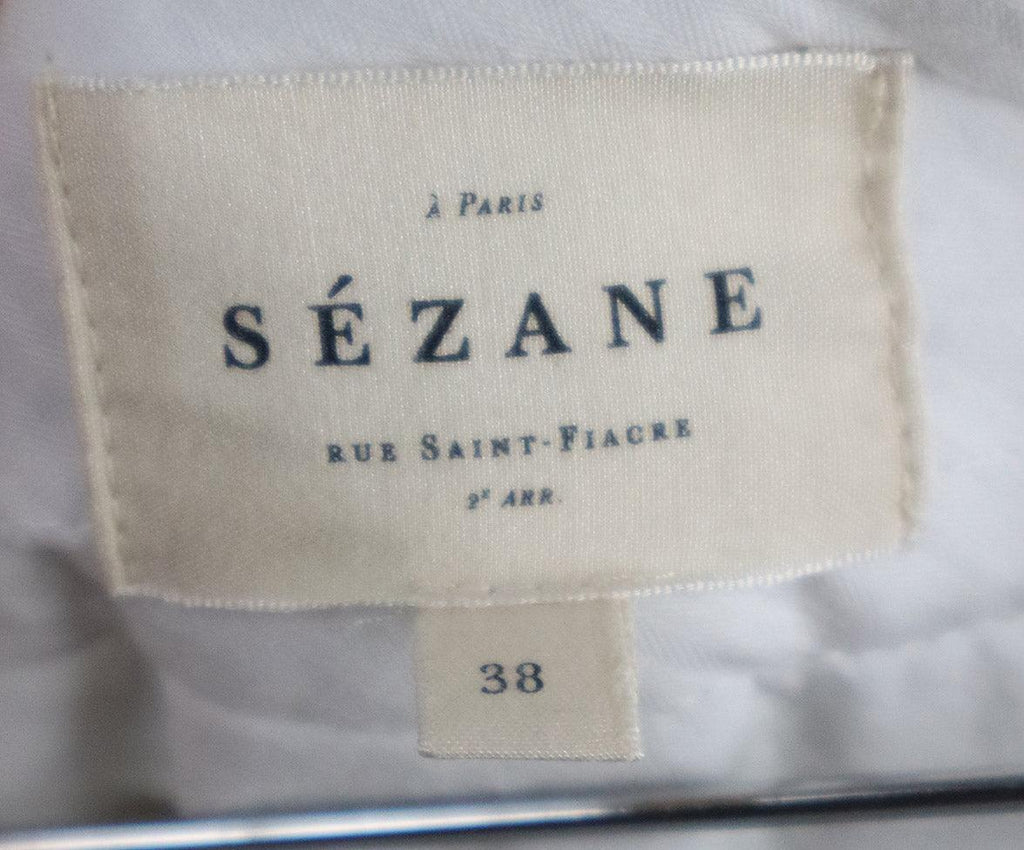 à Paris
SÉZANE
RUE SAINT-FIACRE
2ᴱ ARR.
38